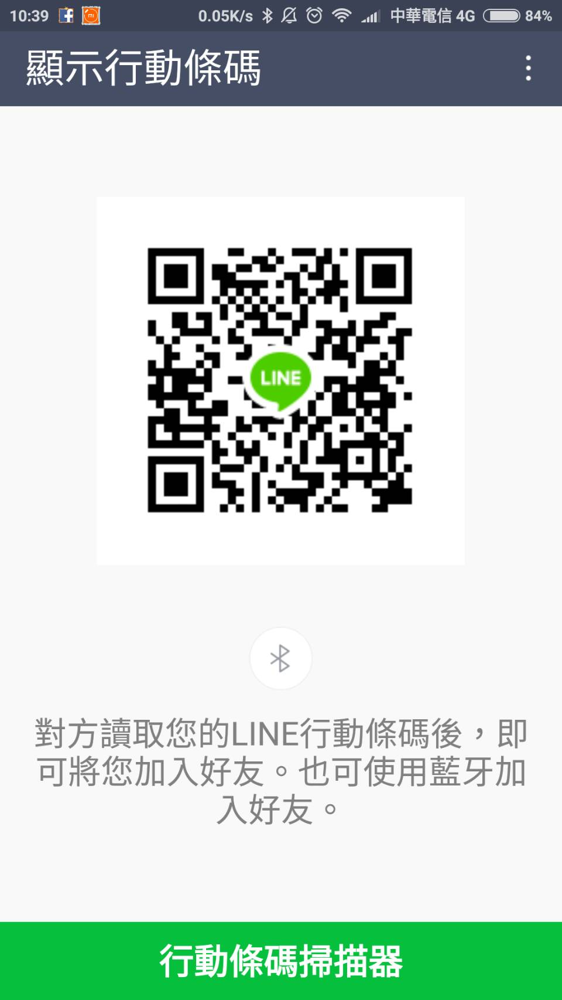 10:39 0.05K/s 中華電信 4G 84%
顯示行動條碼
LINE
對方讀取您的LINE行動條碼後，即
可將您加入好友。也可使用藍牙加
入好友。
行動條碼掃描器